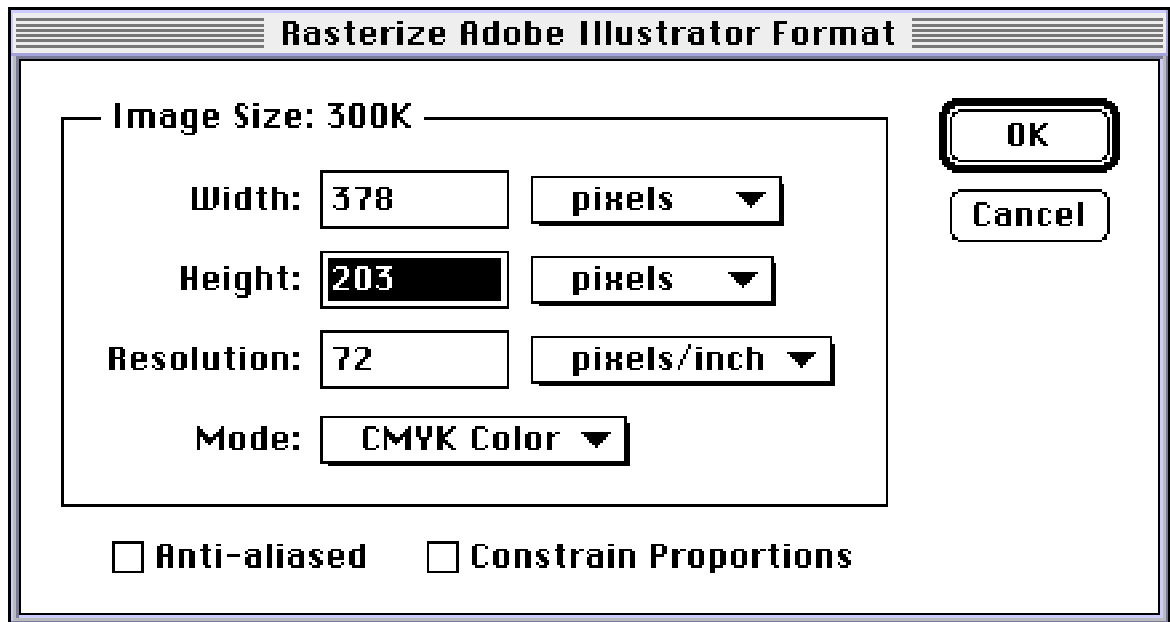 Rasterize Adobe Illustrator Format
Image Size: 300K
OK
Width: 378 pixels
Cancel
Height: 203 pixels
Resolution: 72 pixels/inch
Mode: CMYK Color
Anti-aliased Constrain Proportions